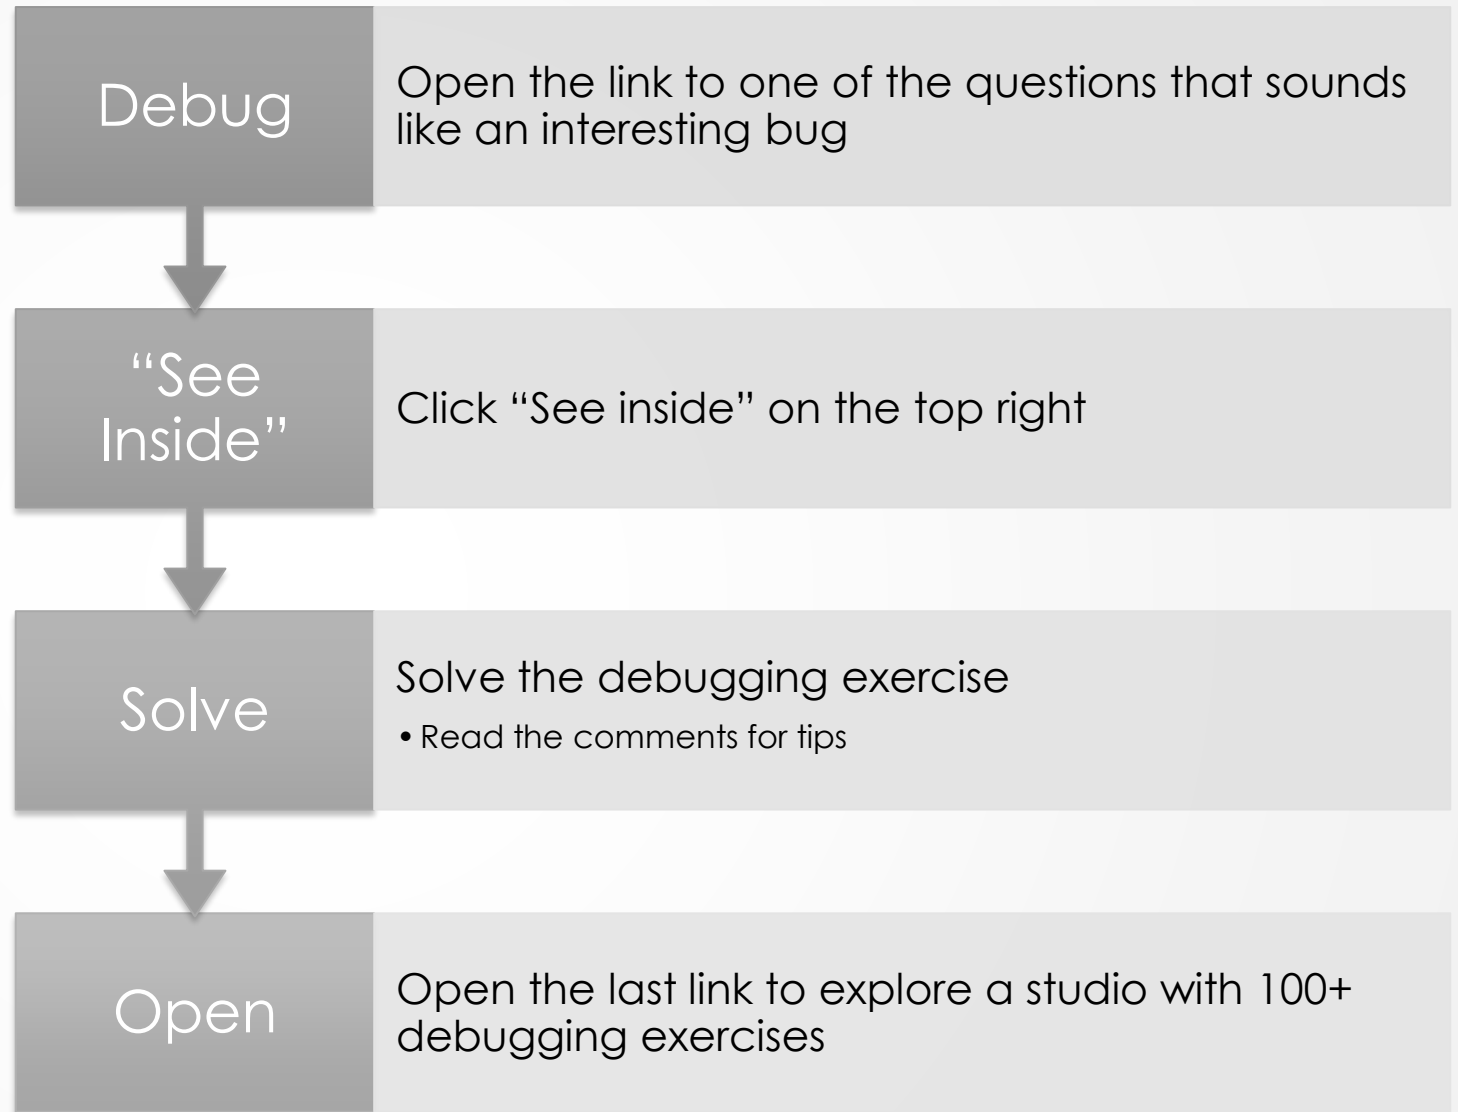 Debug
Open the link to one of the questions that sounds
like an interesting bug
“See
Inside”
Click “See inside” on the top right
Solve
Solve the debugging exercise
• Read the comments for tips
Open
Open the last link to explore a studio with 100+
debugging exercises